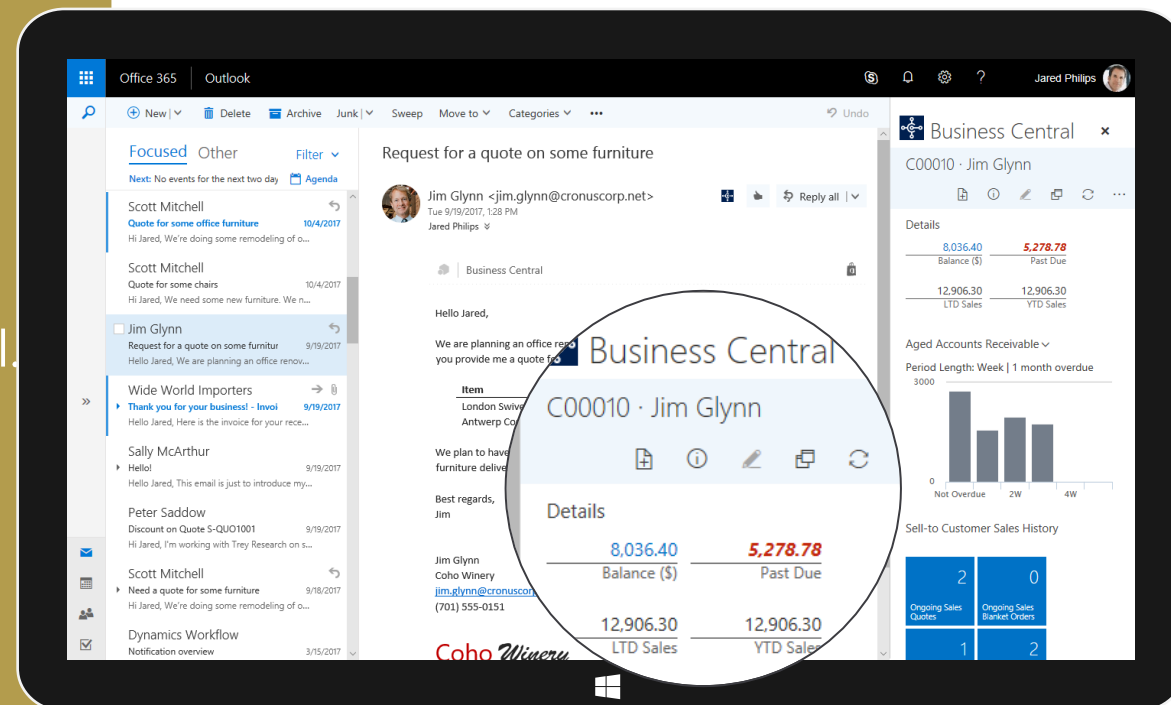 Office 365 Outlook
Jared Philips
New Delete Archive Junk Sweep Move to Categories ••• Undo
Focused Other Filter
Next: No events for the next two day Agenda
Scott Mitchell
Quote for some office furniture 10/4/2017
Hi Jared, We're doing some remodeling of o...
Scott Mitchell
Quote for some chairs 10/4/2017
Hi Jared, We need some new furniture. We n...
Jim Glynn
Request for a quote on some furnitur 9/19/2017
Hello Jared, We are planning an office renov...
Wide World Importers
Thank you for your business! - Invoi 9/19/2017
Hello Jared, Here is the invoice for your rece...
Sally McArthur
Hello! 9/19/2017
Hello Jared, This email is just to introduce my...
Peter Saddow
Discount on Quote S-QUO1001 9/19/2017
Hi Jared, I'm working with Trey Research on s...
Scott Mitchell
Need a quote for some furniture 9/18/2017
Hi Jared, We're doing some remodeling of o...
Dynamics Workflow
Notification overview 3/15/2017
Request for a quote on some furniture
Jim Glynn <jim.glynn@cronuscorp.net>
Tue 9/19/2017, 1:28 PM
Jared Philips
Reply all
Business Central
Hello Jared,
We are planning an office
you provide me a quote
Item
London
Antwerp
We plan to have
furniture
Best regards,
Jim
Jim Glynn
Coho Winery
jim.glynn@cronuscor
(701) 555-0151
Coho Winery
Business Central
C00010 · Jim Glynn
Details
8,036.40 5,278.78
Balance ($) Past Due
12,906.30 12,906.30
LTD Sales YTD Sales
Business Central ×
C00010 · Jim Glynn
Details
8,036.40 5,278.78
Balance ($) Past Due
12,906.30 12,906.30
LTD Sales YTD Sales
Aged Accounts Receivable
Period Length: Week | 1 month overdue
3000
0
Not Overdue 2W 4W
Sell-to Customer Sales History
2 0
Ongoing Sales Quotes
Ongoing Sales Blanket Orders
1 2